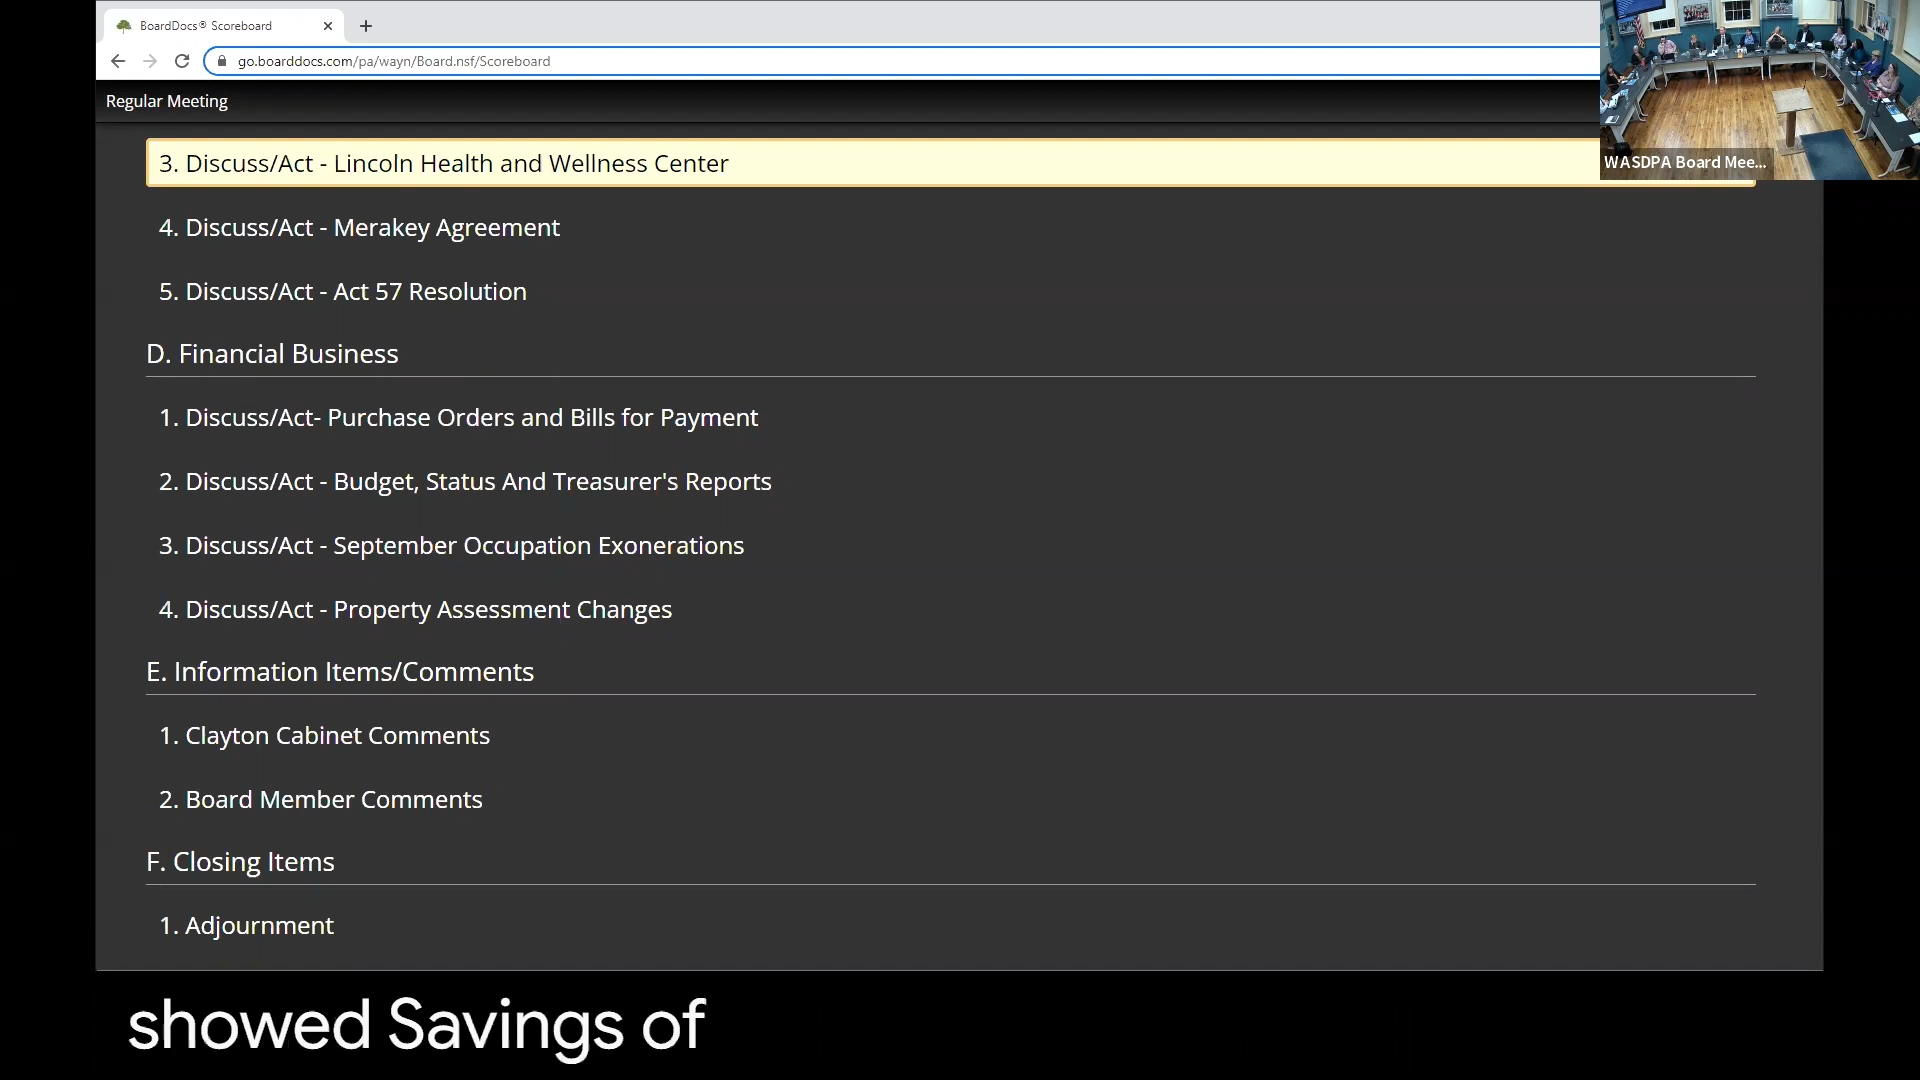 BoardDocs® Scoreboard
go.boarddocs.com/pa/wayn/Board.nsf/Scoreboard
Regular Meeting
WASDPA Board Mee...
3. Discuss/Act - Lincoln Health and Wellness Center
4. Discuss/Act - Merakey Agreement
5. Discuss/Act - Act 57 Resolution
D. Financial Business
1. Discuss/Act- Purchase Orders and Bills for Payment
2. Discuss/Act - Budget, Status And Treasurer's Reports
3. Discuss/Act - September Occupation Exonerations
4. Discuss/Act - Property Assessment Changes
E. Information Items/Comments
1. Clayton Cabinet Comments
2. Board Member Comments
F. Closing Items
1. Adjournment
showed Savings of